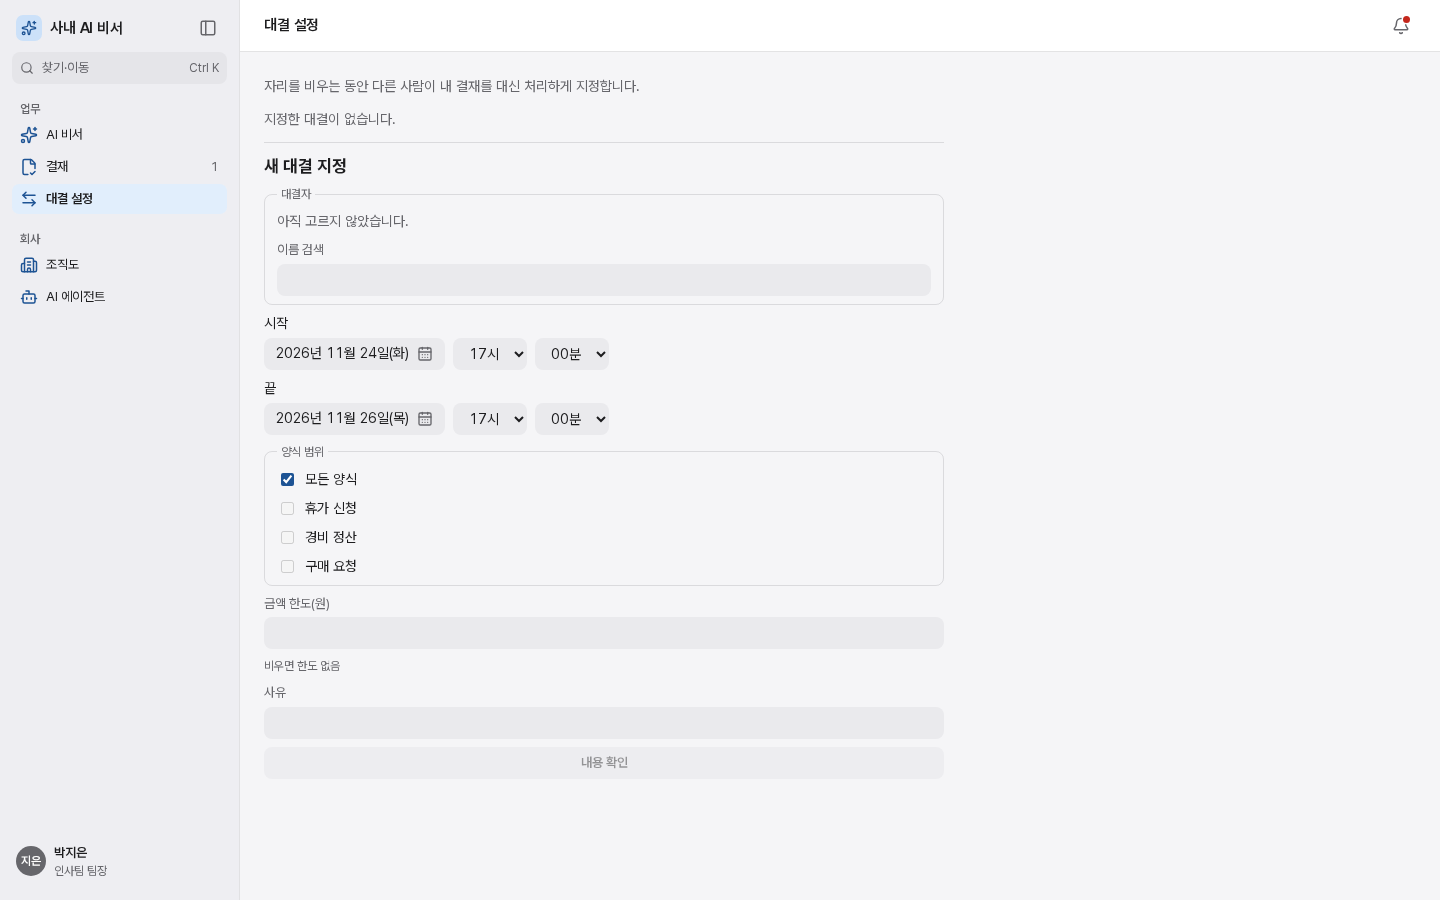 사내 AI 비서
찾기·이동 Ctrl K
업무
AI 비서
결재 1
대결 설정
회사
조직도
AI 에이전트
지은
박지은
인사팀 팀장
대결 설정
자리를 비우는 동안 다른 사람이 내 결재를 대신 처리하게 지정합니다.
지정한 대결이 없습니다.
새 대결 지정
대결자
아직 고르지 않았습니다.
이름 검색
시작
2026년 11월 24일(화) 17시 00분
끝
2026년 11월 26일(목) 17시 00분
양식 범위
모든 양식
휴가 신청
경비 정산
구매 요청
금액 한도(원)
비우면 한도 없음
사유
내용 확인